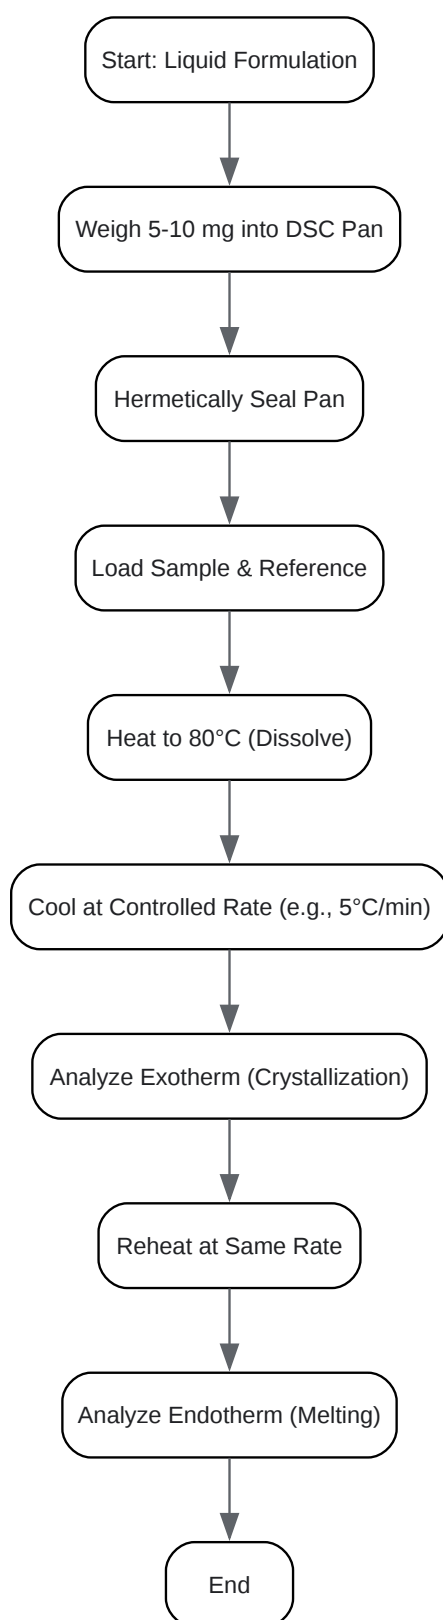 Start: Liquid Formulation
Weigh 5-10 mg into DSC Pan
Hermetically Seal Pan
Load Sample & Reference
Heat to 80°C (Dissolve)
Cool at Controlled Rate (e.g., 5°C/min)
Analyze Exotherm (Crystallization)
Reheat at Same Rate
Analyze Endotherm (Melting)
End